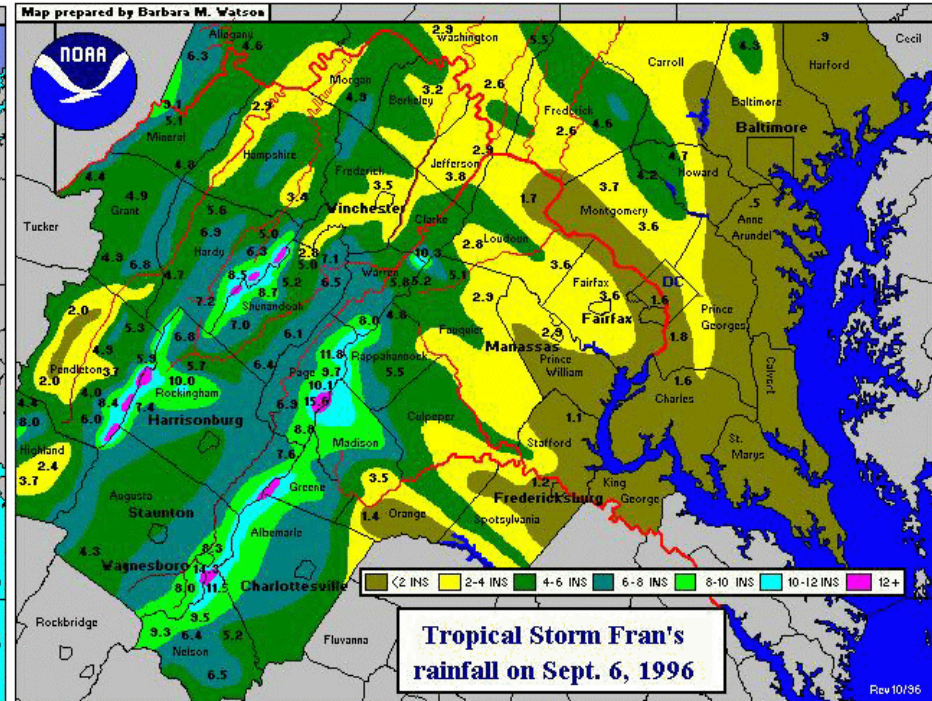 Map prepared by Barbara M. Watson
NOAA
Allegany
4.6
6.3
2.9
Washington
5.5
Carroll
4.3
.9
Cecil
Harford
9.1
5.1
Mineral
2.9
Morgan
4.9
3.2
Berkeley
2.6
Frederick
4.6
2.6
Baltimore
Baltimore
4.4
4.8
Hampshire
Frederick
Jefferson
2.9
3.8
4.7
4.2
Howard
4.9
Grant
3.4
3.5
Winchester
1.7
3.7
Montgomery
3.6
.5
Anne
Arundel
Tucker
5.6
6.9
5.0
Clarke
4.3
6.8
4.7
Hardy
6.3
2.8
5.0
7.1
10.3
2.8
Loudoun
3.6
8.5
8.7
5.2
6.5
Warren
5.8
5.2
5.1
Fairfax
DC
2.0
7.2
Shenandoah
7.0
2.9
3.6
Fairfax
1.6
Prince
Georges
5.3
6.8
6.1
8.0
4.8
Fauquier
2.9
Manassas
1.8
4.9
5.9
5.7
6.4
11.8
Rappahannock
Prince
William
Calvert
Pendleton
3.7
2.0
10.0
Rockingham
Page
9.7
10.1
5.5
1.6
Charles
4.4
8.0
4.0
8.4
7.4
6.0
Harrisonburg
6.9
15.6
Culpeper
1.1
8.8
Madison
Stafford
St.
Marys
Highland
2.4
3.7
7.6
Greene
3.5
1.2
King
George
Augusta
Staunton
1.4
Orange
Fredericksburg
Spotsylvania
Albemarle
4.3
8.3
Waynesboro
14.3
8.0
11.5
Charlottesville
<2 INS 2-4 INS 4-6 INS 6-8 INS 8-10 INS 10-12 INS 12+
9.5
Rockbridge
9.3
6.4
5.2
Nelson
Fluvanna
6.5
Tropical Storm Fran's
rainfall on Sept. 6, 1996
Rev 10/96